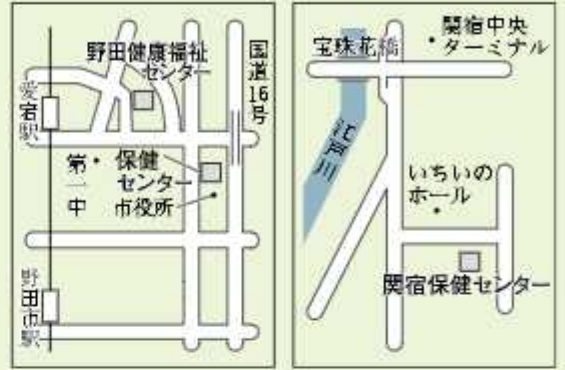 野田健康福祉
センター
国道16号
愛宕駅
第一中
保健
センター
市役所
野田市駅
宝珠花橋
関宿中央
ターミナル
江戸川
いちいの
ホール
関宿保健センター